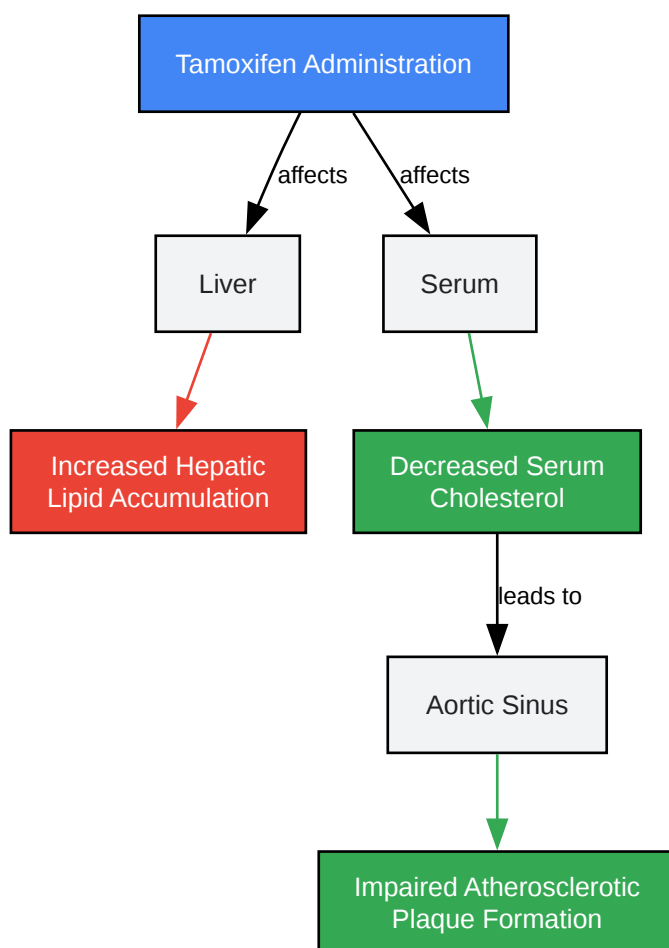 Tamoxifen Administration
affects
affects
Liver
Serum
Increased Hepatic
Lipid Accumulation
Decreased Serum
Cholesterol
leads to
Aortic Sinus
Impaired Atherosclerotic
Plaque Formation